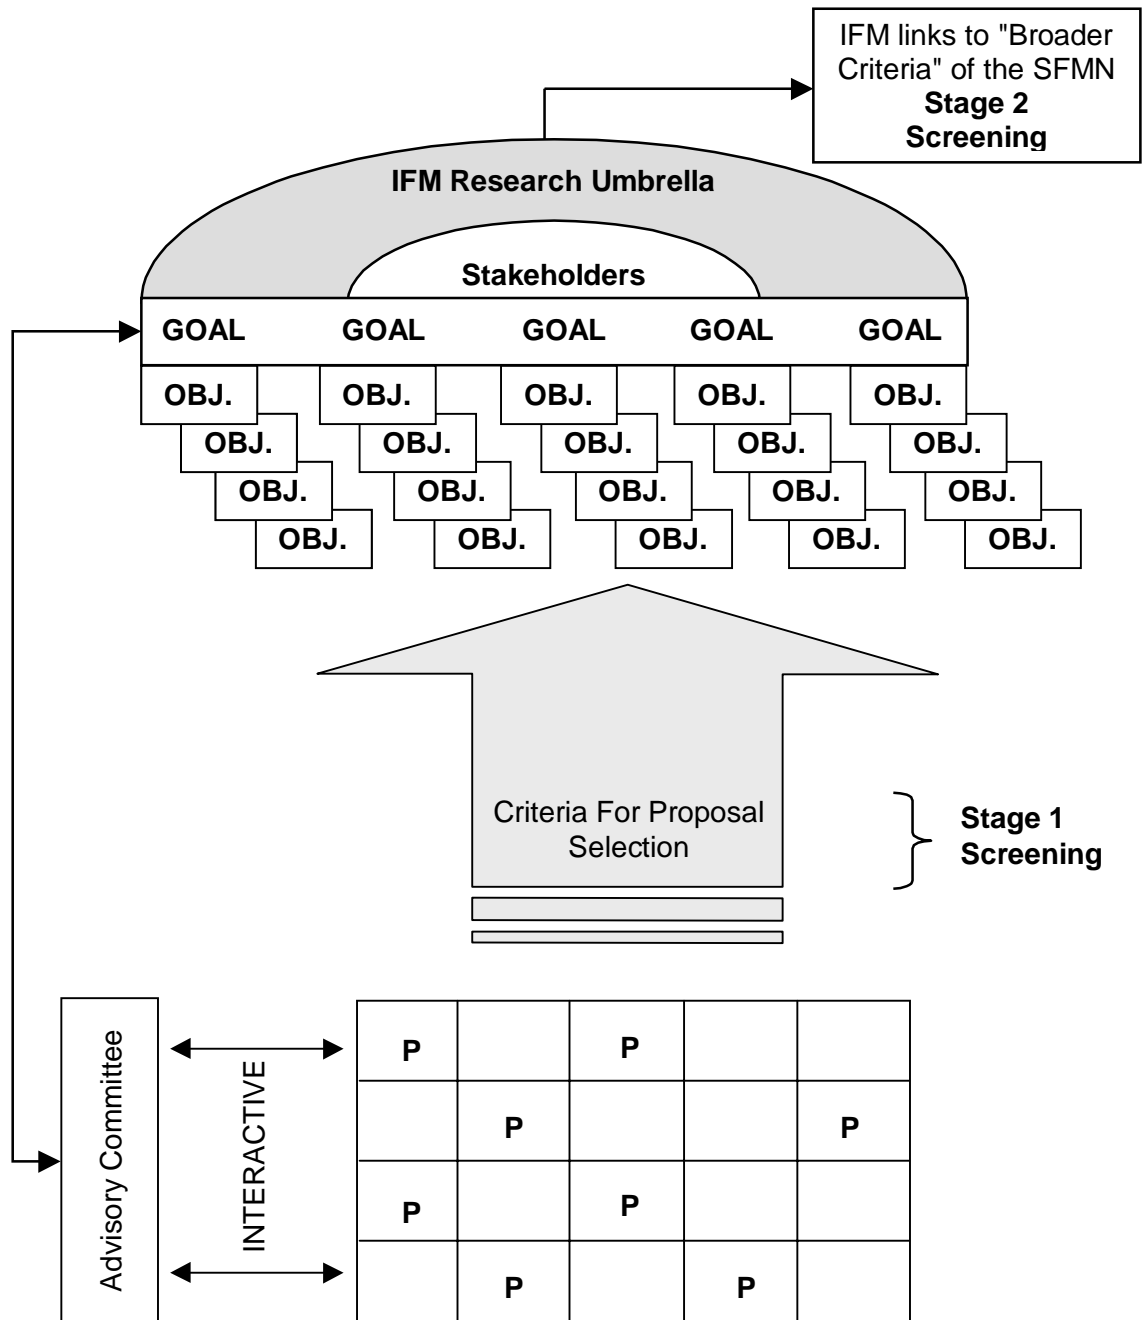 IFM links to "Broader
Criteria" of the SFMN
Stage 2
Screening
IFM Research Umbrella
Stakeholders
GOAL GOAL GOAL GOAL GOAL
OBJ. OBJ. OBJ. OBJ. OBJ.
OBJ. OBJ. OBJ. OBJ. OBJ.
OBJ. OBJ. OBJ. OBJ. OBJ.
OBJ. OBJ. OBJ. OBJ. OBJ.
Criteria For Proposal
Selection
Stage 1
Screening
Advisory Committee
INTERACTIVE
P P
P P
P P
P P